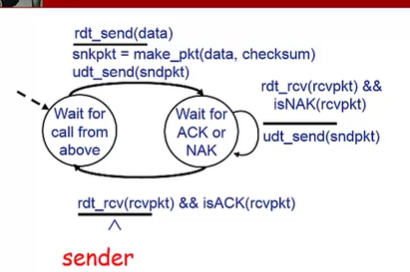 rdt_send(data)
snkpkt = make_pkt(data, checksum)
udt_send(sndpkt)
rdt_rcv(rcvpkt) &&
isNAK(rcvpkt)
Wait for
call from
above
Wait for
ACK or
NAK
udt_send(sndpkt)
rdt_rcv(rcvpkt) && isACK(rcvpkt)
Λ
sender